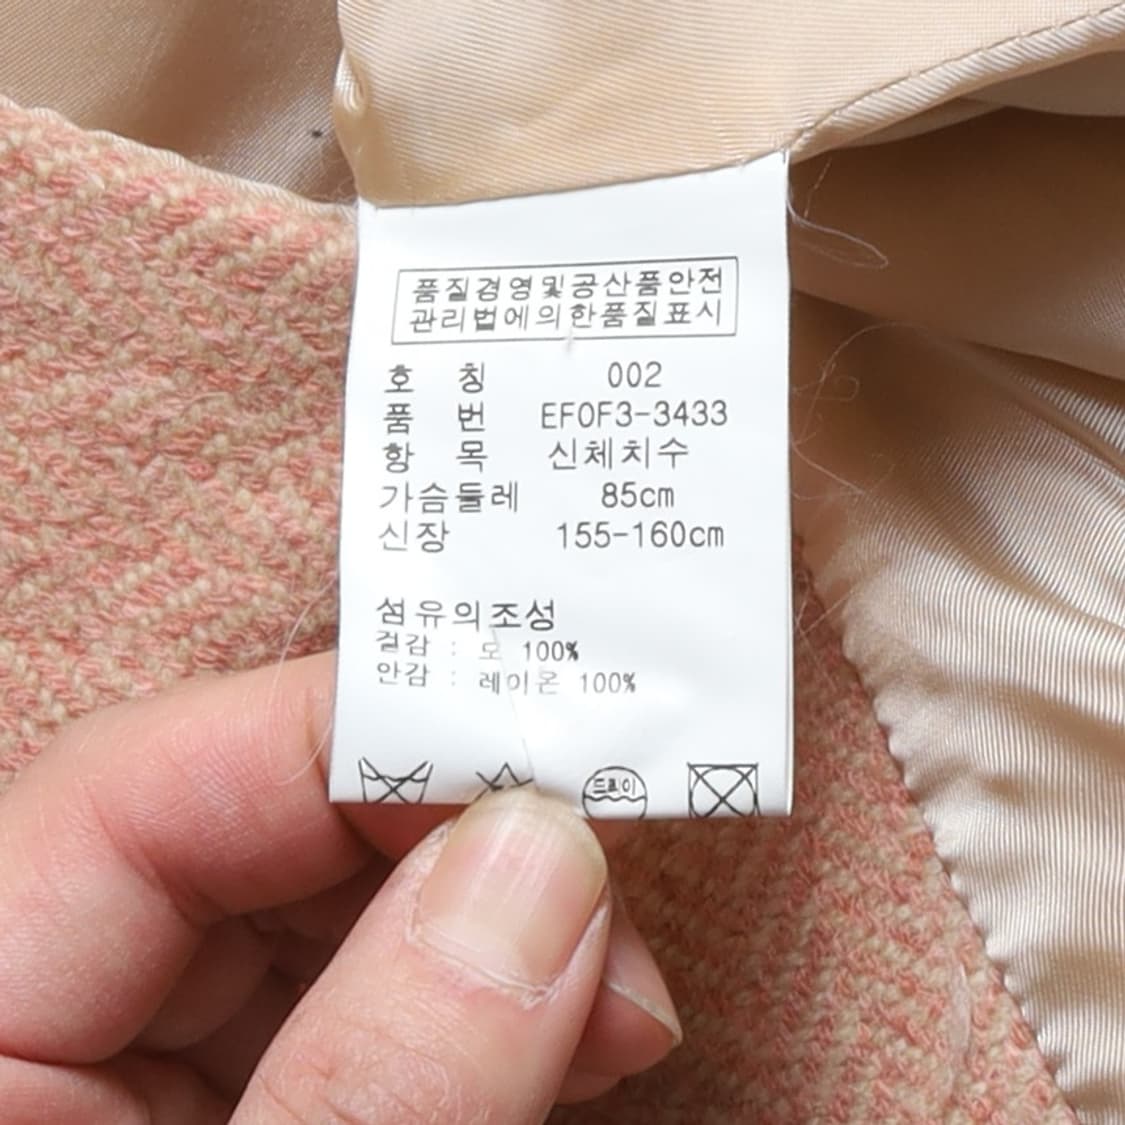 품질경영및공산품안전
관리법에의한품질표시
호 칭 002
품 번 EF0F3-3433
항 목 신체치수
가슴둘레 85cm
신장 155-160cm
섬유의조성
겉감 : 모 100%
안감 : 레이온 100%
드라이